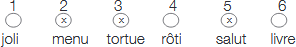 1 2 3 4 5 6
x x x
joli menu tortue rôti salut livre